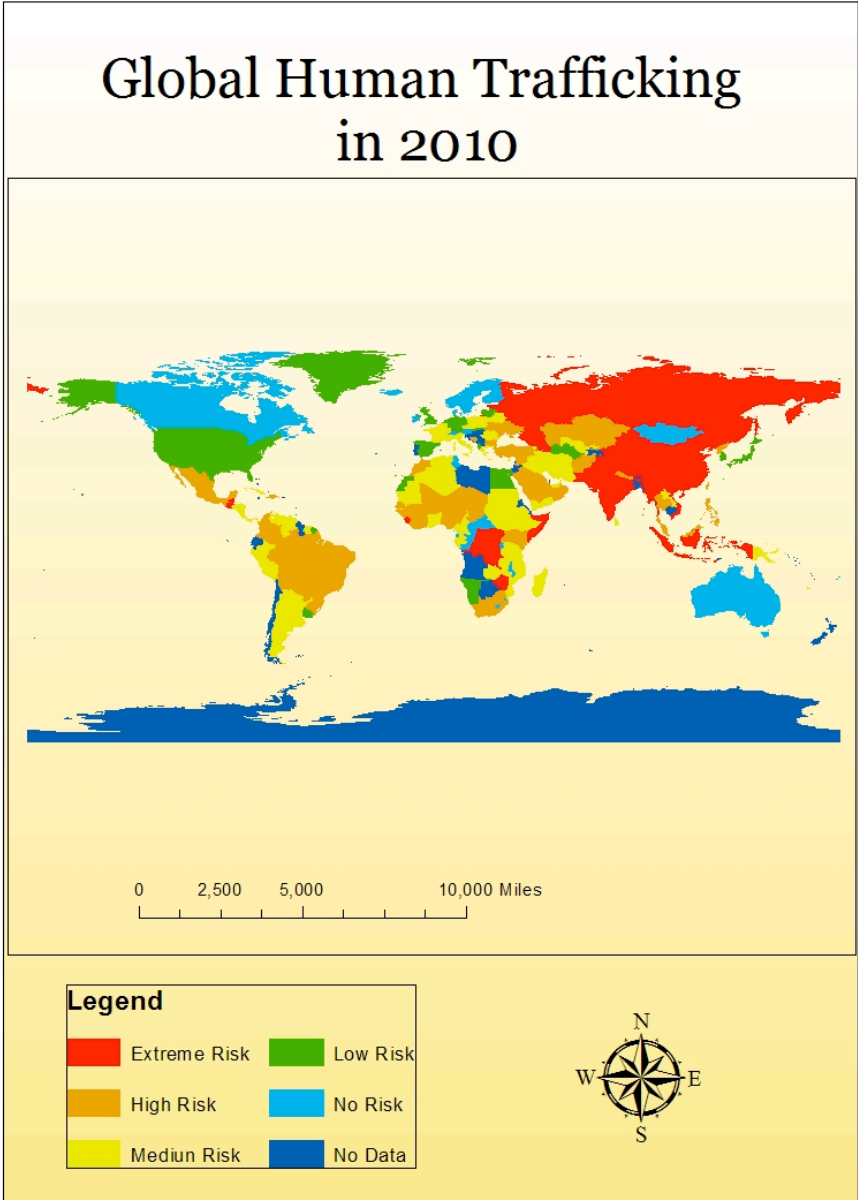 Global Human Trafficking
in 2010
0 2,500 5,000 10,000 Miles
Legend
Extreme Risk
High Risk
Mediun Risk
Low Risk
No Risk
No Data
N
W E
S